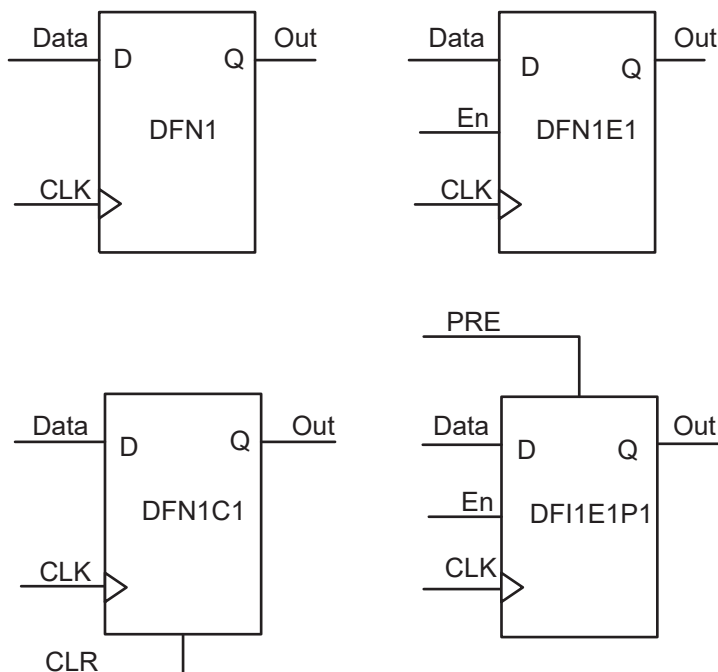 Data
D
Q
Out
DFN1
CLK
Data
D
Q
Out
En
DFN1E1
CLK
Data
D
Q
Out
DFN1C1
CLK
CLR
PRE
Data
D
Q
Out
En
DFI1E1P1
CLK